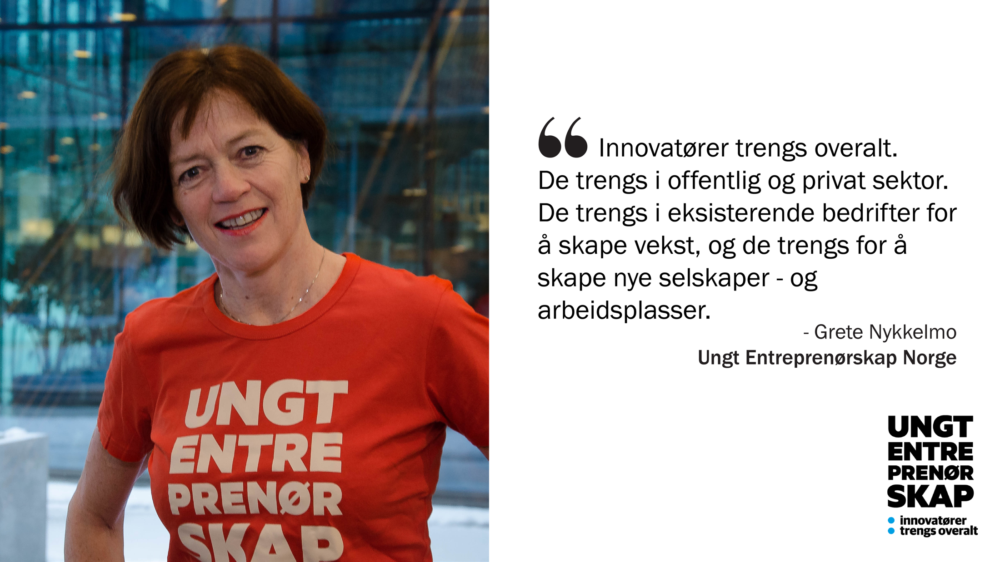 Innovatører trengs overalt.
De trengs i offentlig og privat sektor.
De trengs i eksisterende bedrifter for
å skape vekst, og de trengs for å
skape nye selskaper - og
arbeidsplasser.
- Grete Nykkelmo
Ungt Entreprenørskap Norge
UNGT
ENTRE
PRENØR
SKAP
UNGT
ENTRE
PRENØR
SKAP
innovatører
trengs overalt